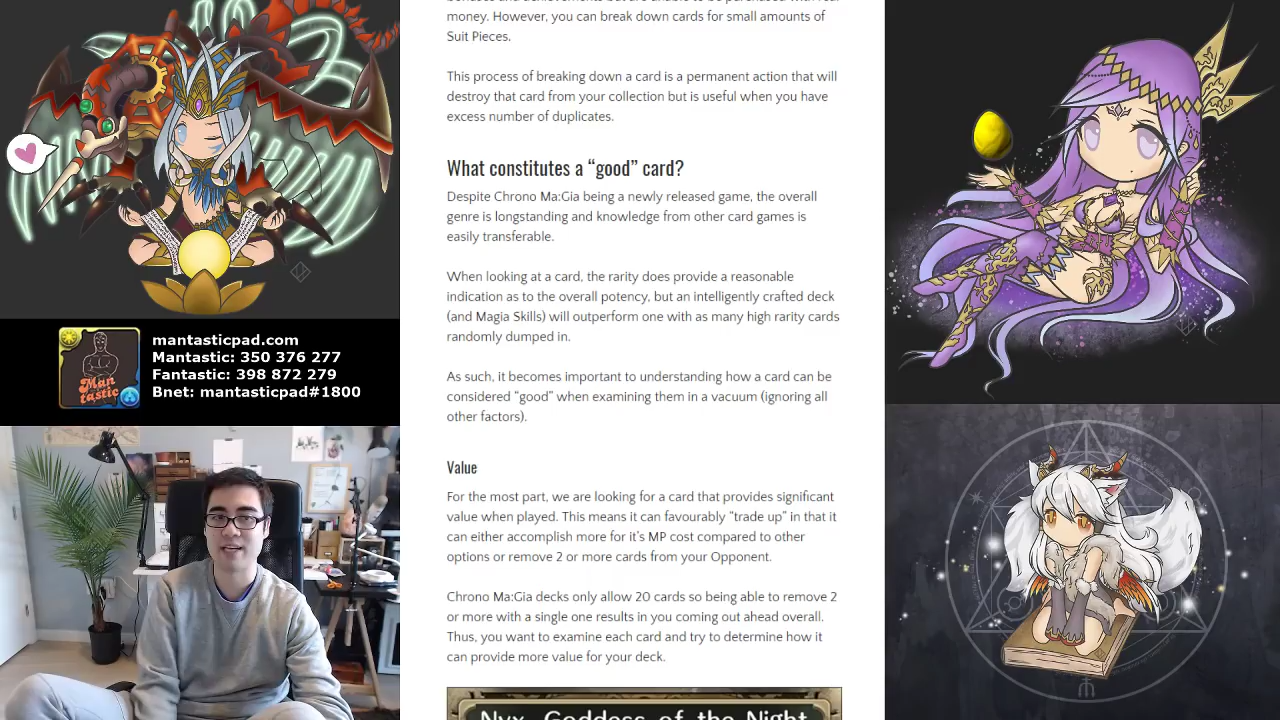 mantasticpad.com
Mantastic: 350 376 277
Fantastic: 398 872 279
Bnet: mantasticpad#1800
Man
tastic
money. However, you can break down cards for small amounts of
Suit Pieces.
This process of breaking down a card is a permanent action that will
destroy that card from your collection but is useful when you have
excess number of duplicates.
What constitutes a “good” card?
Despite Chrono Ma:Gia being a newly released game, the overall
genre is longstanding and knowledge from other card games is
easily transferable.
When looking at a card, the rarity does provide a reasonable
indication as to the overall potency, but an intelligently crafted deck
(and Magia Skills) will outperform one with as many high rarity cards
randomly dumped in.
As such, it becomes important to understanding how a card can be
considered “good” when examining them in a vacuum (ignoring all
other factors).
Value
For the most part, we are looking for a card that provides significant
value when played. This means it can favourably “trade up” in that it
can either accomplish more for it’s MP cost compared to other
options or remove 2 or more cards from your Opponent.
Chrono Ma:Gia decks only allow 20 cards so being able to remove 2
or more with a single one results in you coming out ahead overall.
Thus, you want to examine each card and try to determine how it
can provide more value for your deck.
Nyx, Goddess of the Night